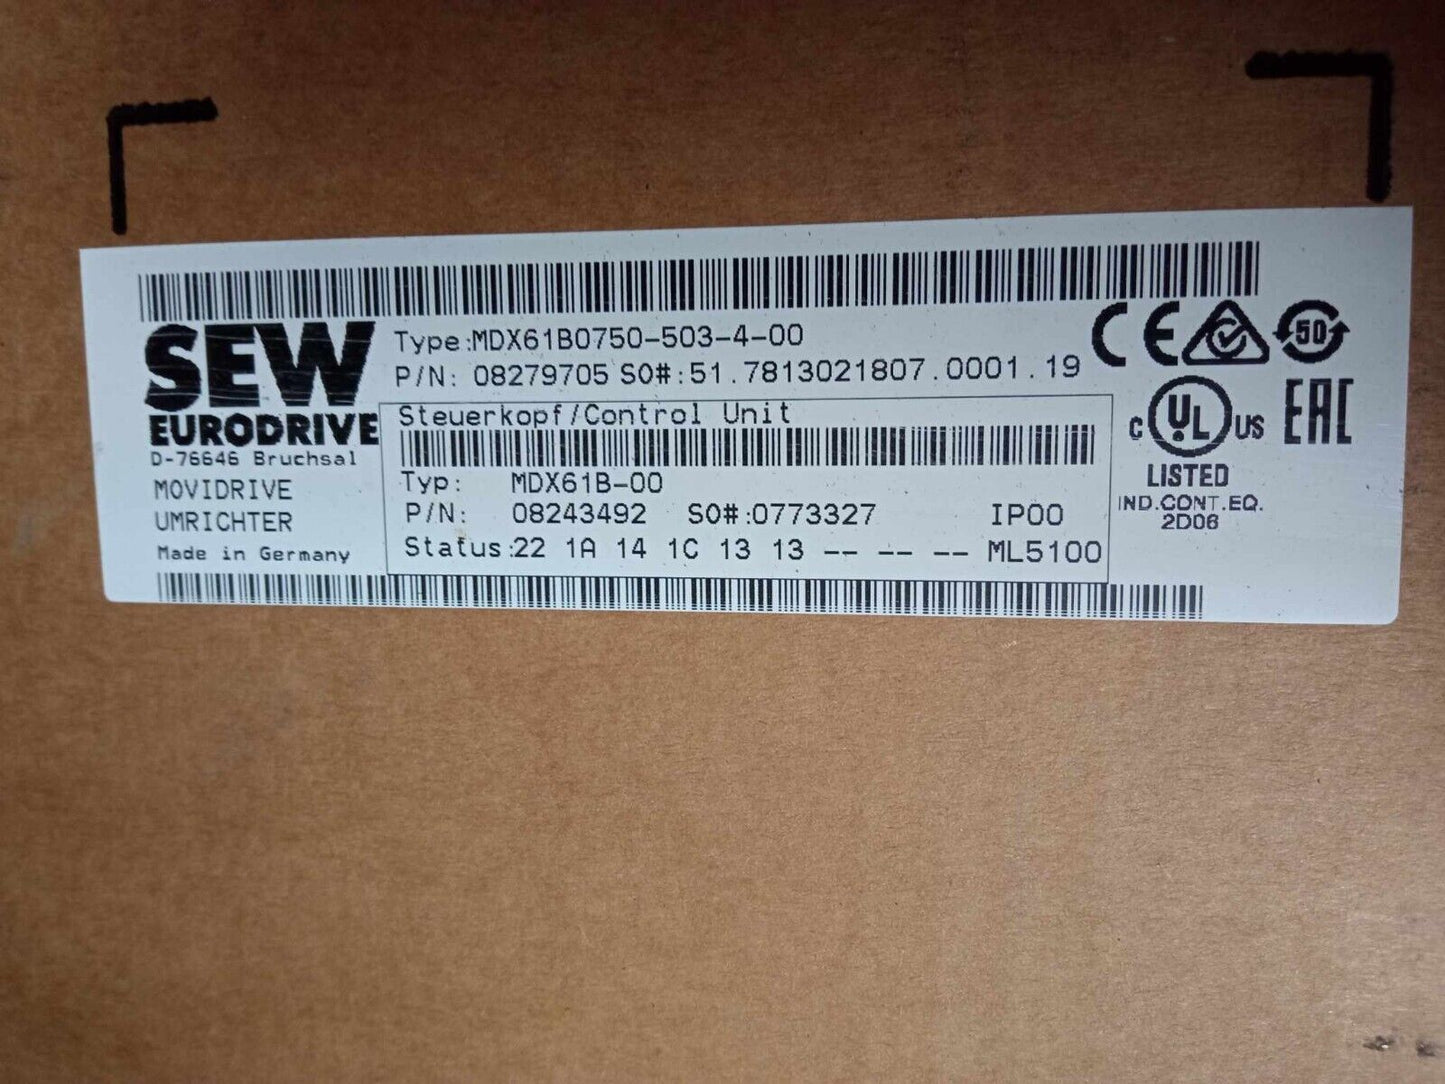 SEW
EURODRIVE
D-76646 Bruchsal
MOVIDRIVE
UMRICHTER
Made in Germany
Type:MDX61B0750-503-4-00
P/N: 08279705 SO#:51.7813021807.0001.19
Steuerkopf/Control Unit
Typ: MDX61B-00
P/N: 08243492 SO#:0773327 IP00
Status:22 1A 14 1C 13 13 -- -- -- ML5100
CE 50
c UL US EAC
LISTED
IND.CONT.EQ.
2D06